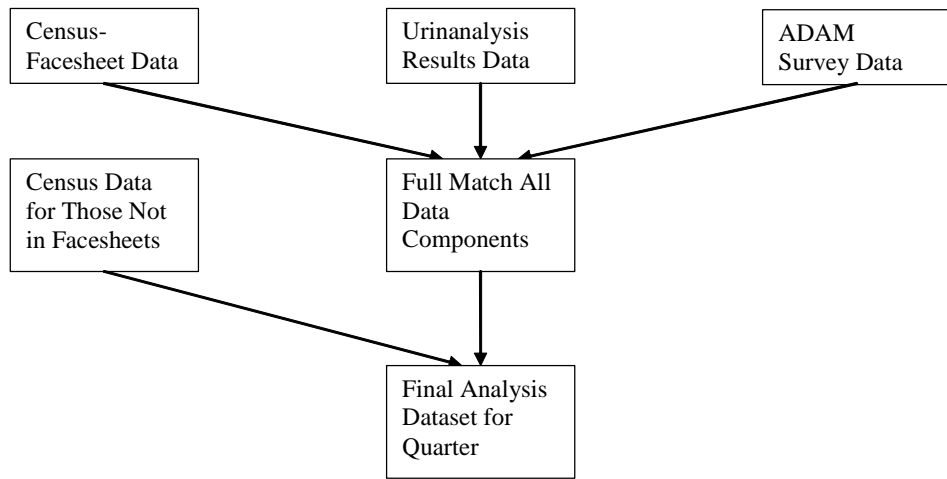 Census-
Facesheet Data
Urinanalysis
Results Data
ADAM
Survey Data
Census Data
for Those Not
in Facesheets
Full Match All
Data
Components
Final Analysis
Dataset for
Quarter